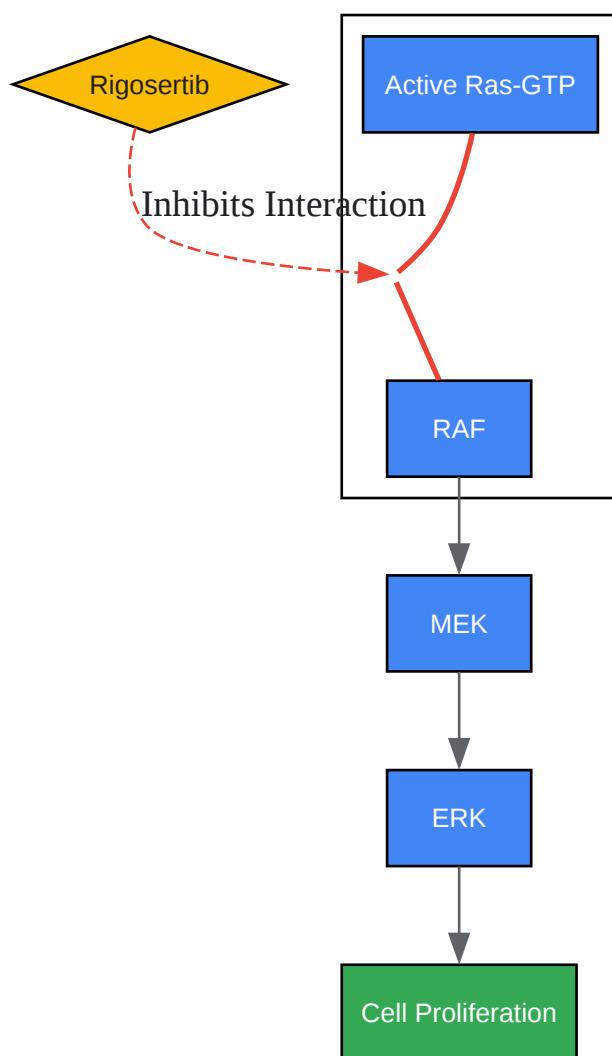 Rigosertib
Active Ras-GTP
Inhibits Interaction
RAF
MEK
ERK
Cell Proliferation